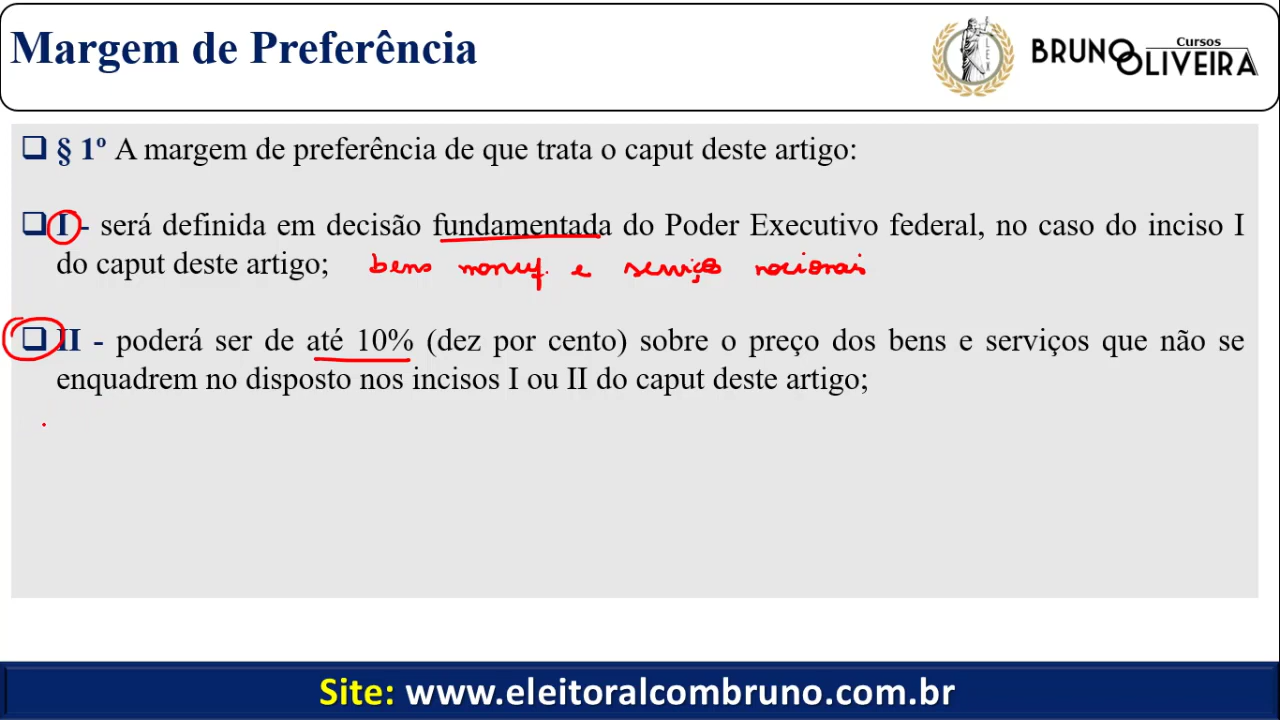 Margem de Preferência
Cursos
BRUNO
OLIVEIRA
§ 1º A margem de preferência de que trata o caput deste artigo:
I - será definida em decisão fundamentada do Poder Executivo federal, no caso do inciso I
do caput deste artigo; bens manuf. e serviços nacionais
II - poderá ser de até 10% (dez por cento) sobre o preço dos bens e serviços que não se
enquadrem no disposto nos incisos I ou II do caput deste artigo;
Site: www.eleitoralcombruno.com.br